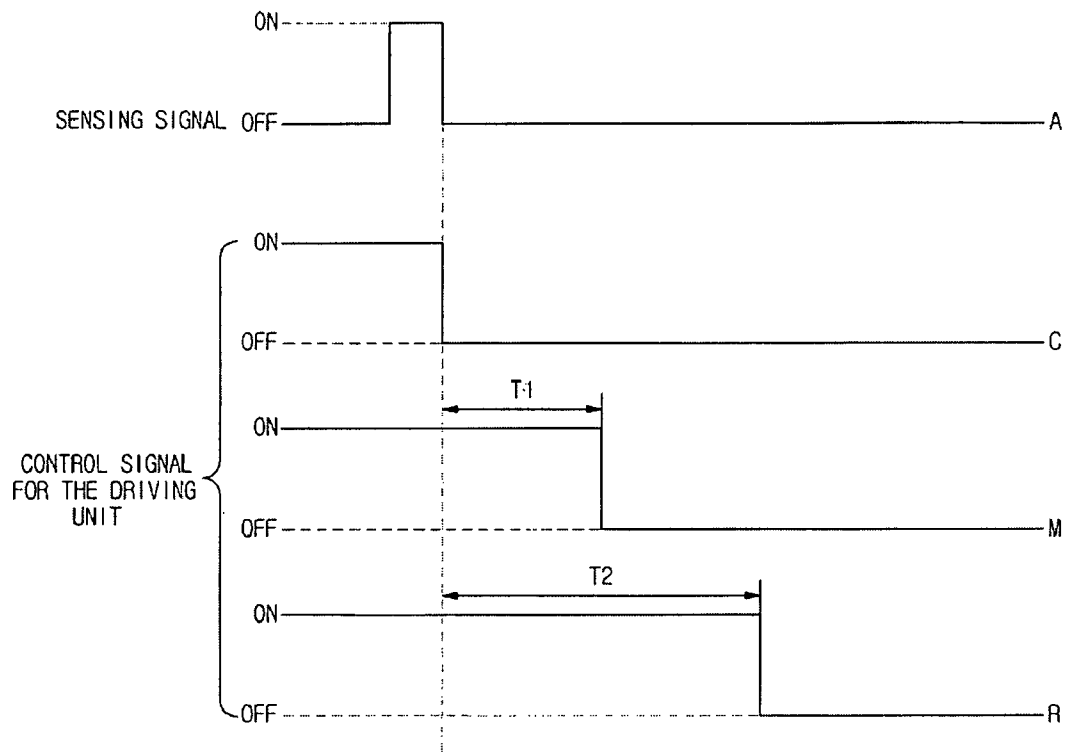 ON
SENSING SIGNAL OFF A
ON
OFF C
T1
ON
CONTROL SIGNAL
FOR THE DRIVING
UNIT
OFF M
T2
ON
OFF R